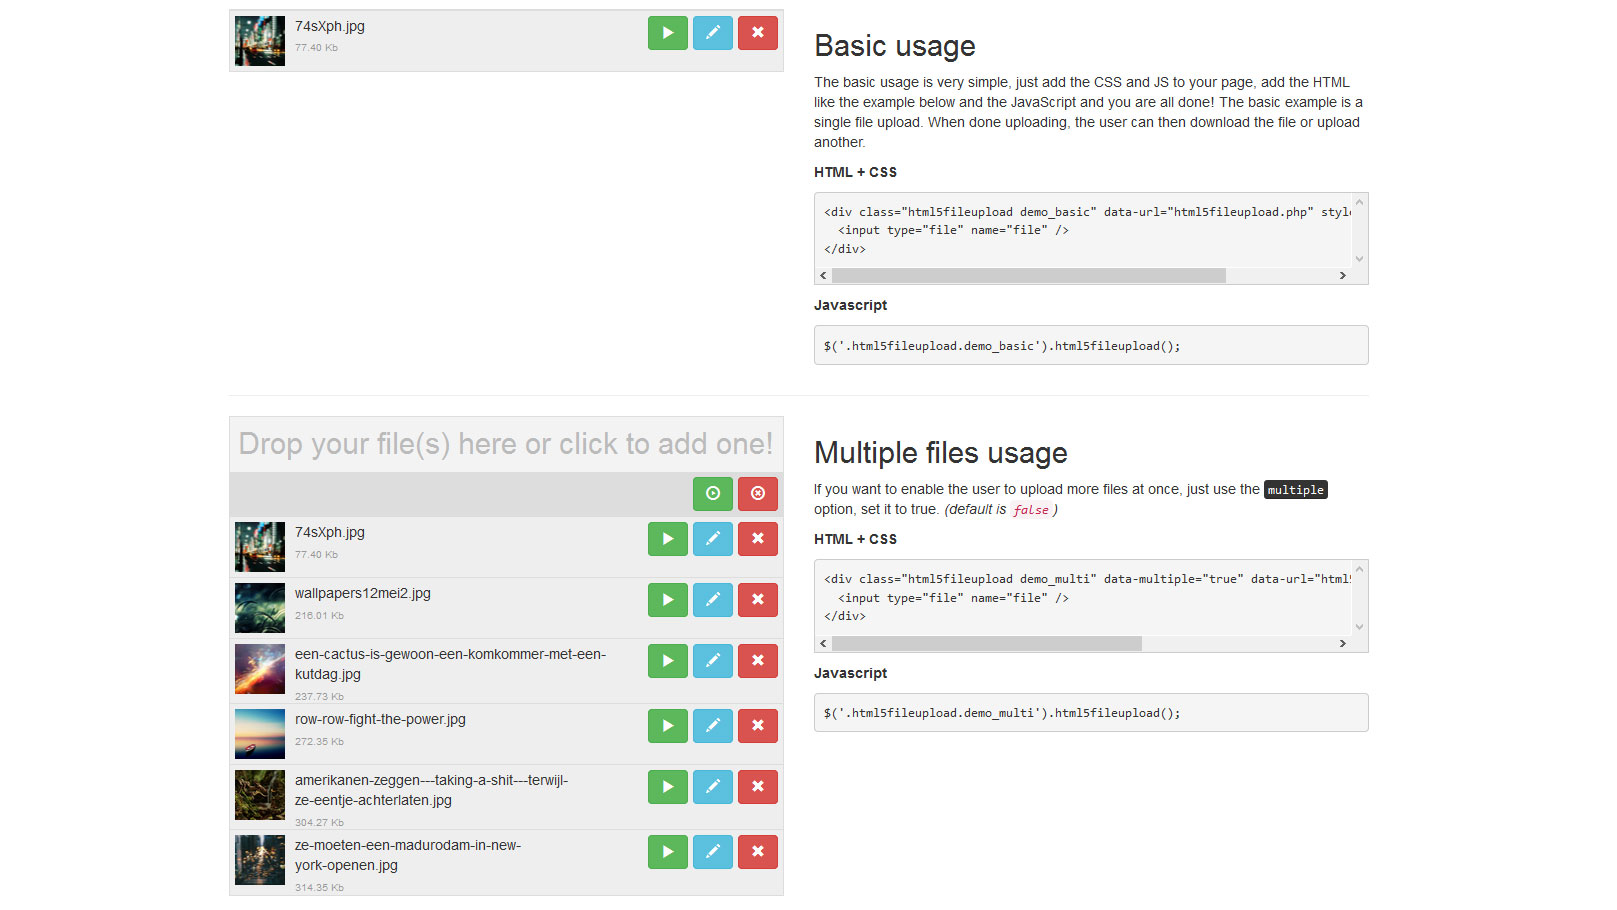 74sXph.jpg
77.40 Kb
Basic usage
The basic usage is very simple, just add the CSS and JS to your page, add the HTML
like the example below and the JavaScript and you are all done! The basic example is a
single file upload. When done uploading, the user can then download the file or upload
another.
HTML + CSS
<div class="html5fileupload demo_basic" data-url="html5fileupload.php" style
<input type="file" name="file" />
</div>
Javascript
$('.html5fileupload.demo_basic').html5fileupload();
Drop your file(s) here or click to add one!
74sXph.jpg
77.40 Kb
wallpapers12mei2.jpg
216.01 Kb
een-cactus-is-gewoon-een-komkommer-met-een-
kutdag.jpg
237.73 Kb
row-row-fight-the-power.jpg
272.35 Kb
amerikanen-zeggen---taking-a-shit---terwijl-
ze-eentje-achterlaten.jpg
304.27 Kb
ze-moeten-een-madurodam-in-new-
york-openen.jpg
314.35 Kb
Multiple files usage
If you want to enable the user to upload more files at once, just use the multiple
option, set it to true. (default is false)
HTML + CSS
<div class="html5fileupload demo_multi" data-multiple="true" data-url="html5
<input type="file" name="file" />
</div>
Javascript
$('.html5fileupload.demo_multi').html5fileupload();